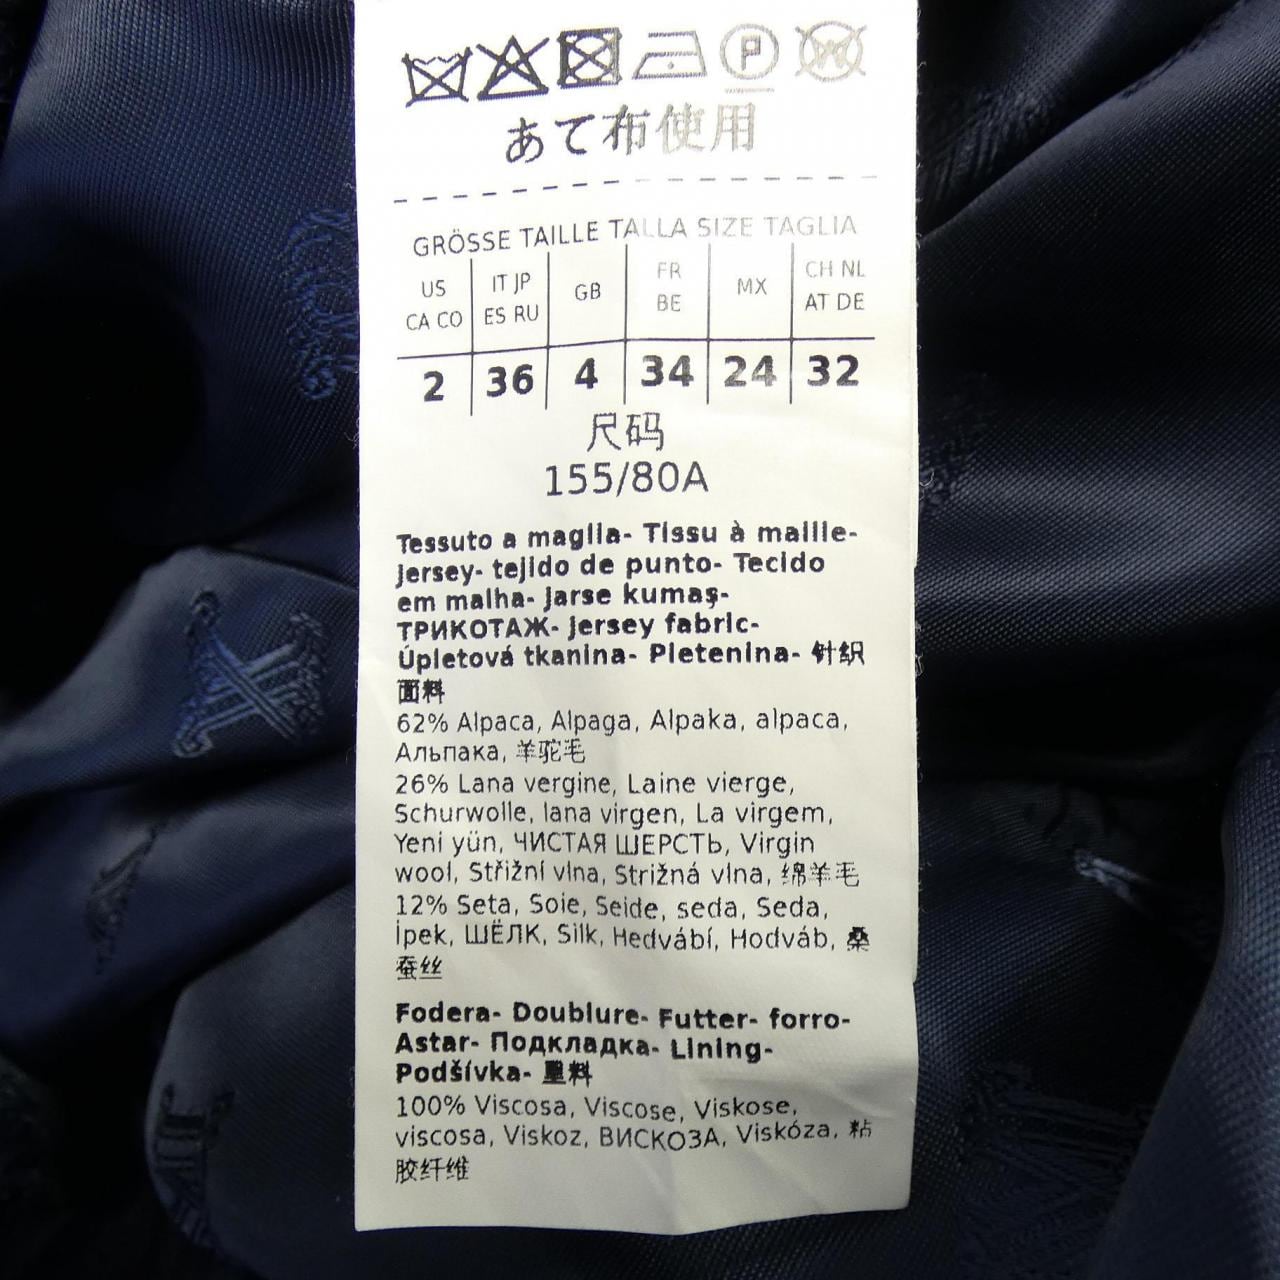 P W
あて布使用
GRÖSSE TAILLE TALLA SIZE TAGLIA
US CA CO | IT JP ES RU | GB | FR BE | MX | CH NL AT DE
2 | 36 | 4 | 34 | 24 | 32
尺码
155/80A
Tessuto a maglia- Tissu à maille-
Jersey- tejido de punto- Tecido
em malha- Jarse kumaş-
ТРИКОТАЖ- Jersey fabric-
Úpletová tkanina- Pletenina- 针织
面料
62% Alpaca, Alpaga, Alpaka, alpaca,
Альпака, 羊驼毛
26% Lana vergine, Laine vierge,
Schurwolle, lana virgen, La virgem,
Yeni yün, ЧИСТАЯ ШЕРСТЬ, Virgin
wool, Střižní vlna, Strižná vlna, 绵羊毛
12% Seta, Soie, Seide, seda, Seda,
İpek, ШЁЛК, Silk, Hedvábí, Hodváb, 桑
蚕丝
Fodera- Doublure- Futter- forro-
Astar- Подкладка- Lining-
Podšívka- 里料
100% Viscosa, Viscose, Viskose,
viscosa, Viskoz, ВИСКОЗА, Viskóza, 粘
胶纤维